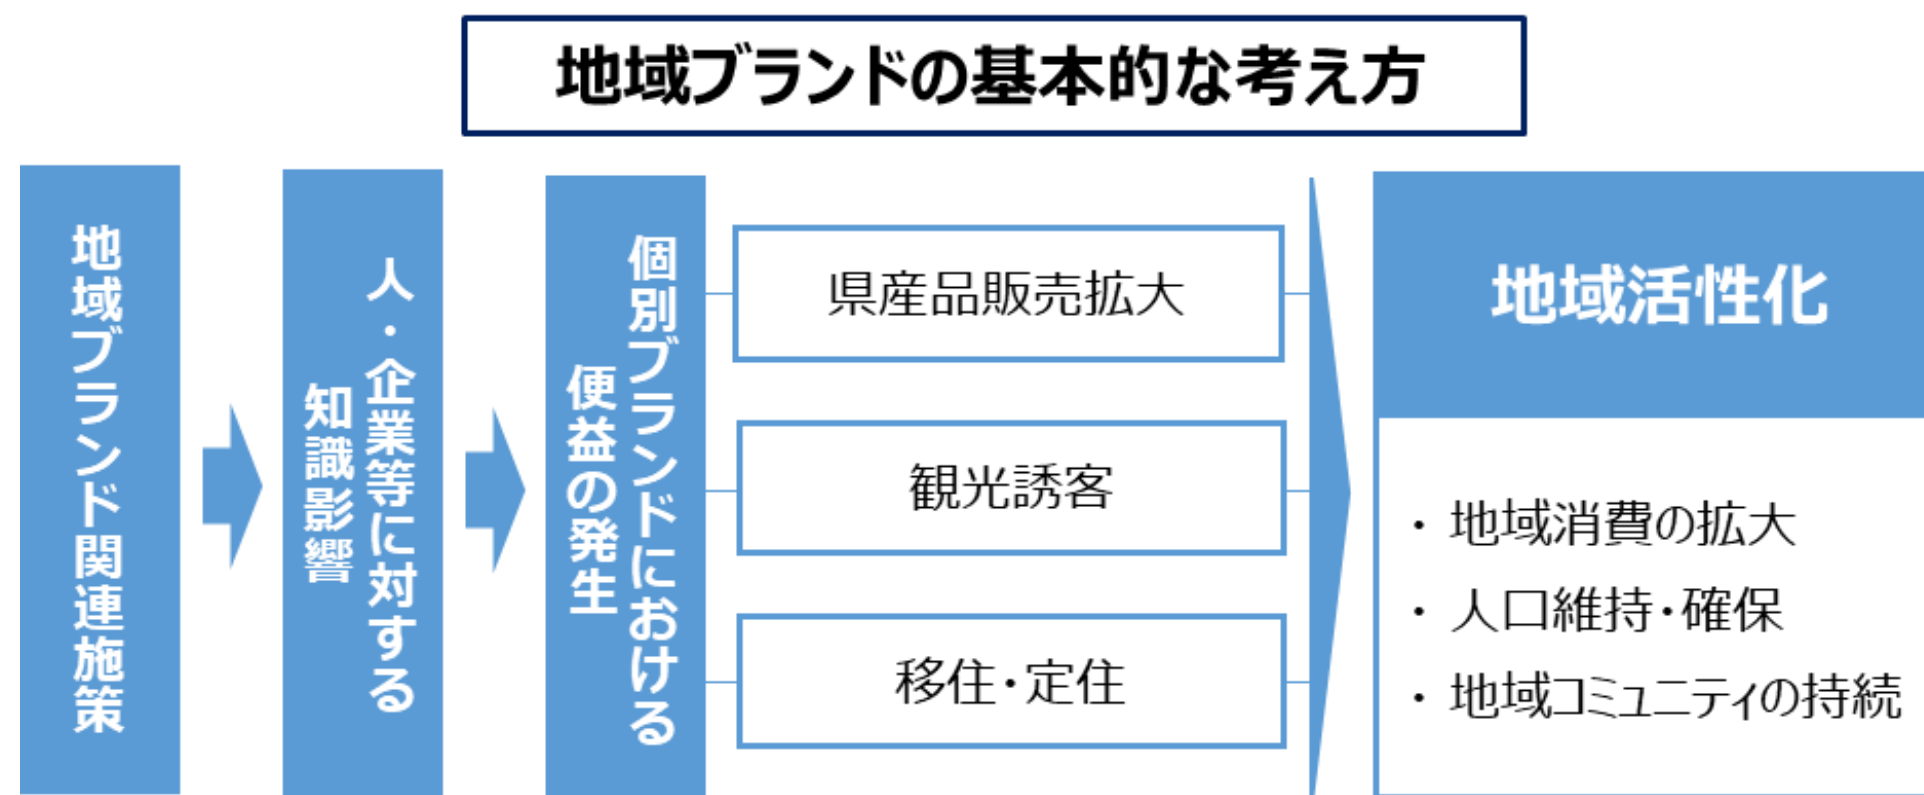 地域ブランドの基本的な考え方
地域ブランド関連施策
人・企業等に対する
知識影響
個別ブランドにおける
便益の発生
県産品販売拡大
観光誘客
移住・定住
地域活性化
・ 地域消費の拡大
・ 人口維持・確保
・ 地域コミュニティの持続